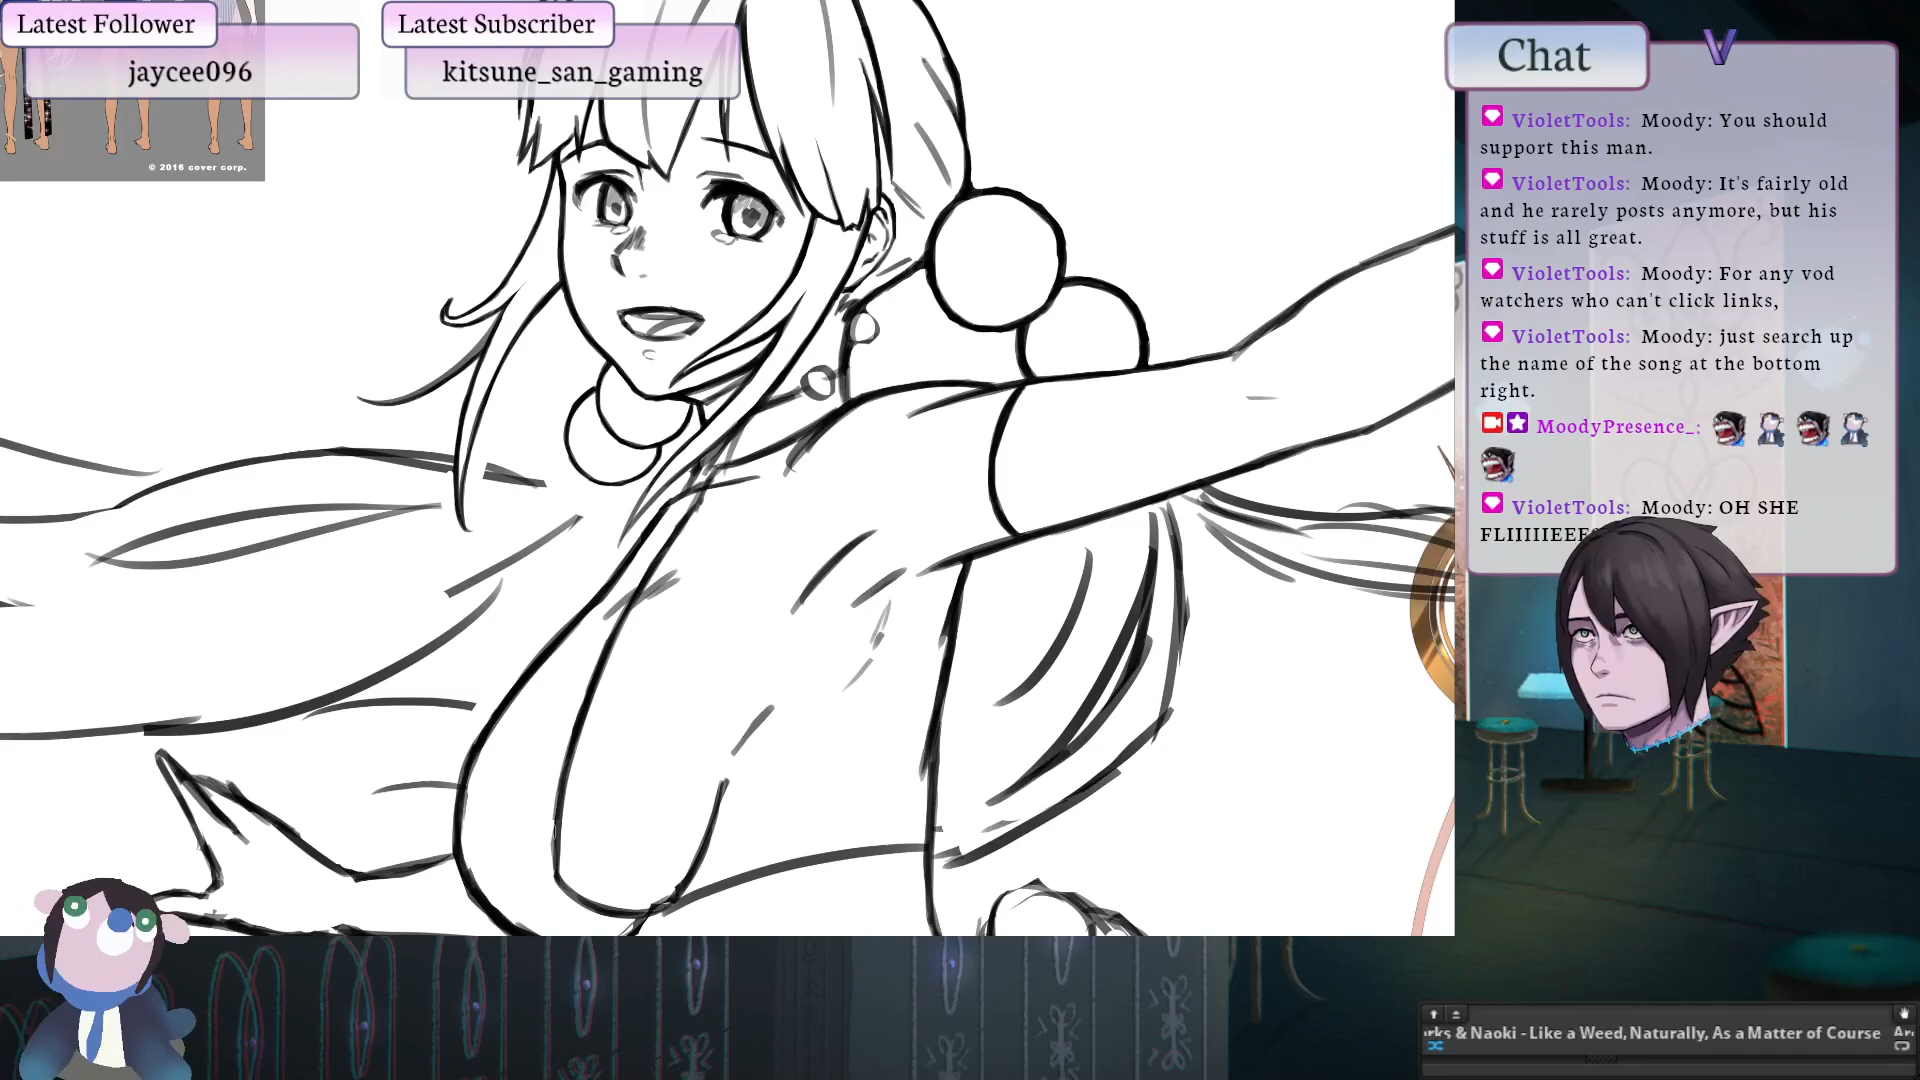 Latest Follower
jaycee096
Latest Subscriber
kitsune_san_gaming
© 2016 cover corp.
Chat
VioletTools: Moody: You should
support this man.
VioletTools: Moody: It's fairly old
and he rarely posts anymore, but his
stuff is all great.
VioletTools: Moody: For any vod
watchers who can't click links,
VioletTools: Moody: just search up
the name of the song at the bottom
right.
MoodyPresence_:
VioletTools: Moody: OH SHE
& Naoki - Like a Weed, Naturally, As a Matter of Course